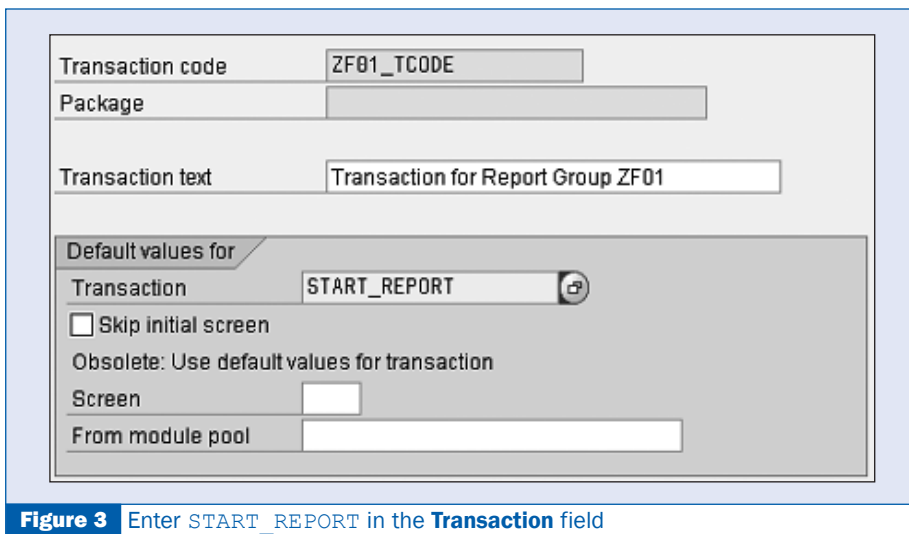 Transaction code ZF01_TCODE
Package
Transaction text Transaction for Report Group ZF01
Default values for
Transaction START_REPORT
Skip initial screen
Obsolete: Use default values for transaction
Screen
From module pool
Figure 3 Enter START_REPORT in the Transaction field